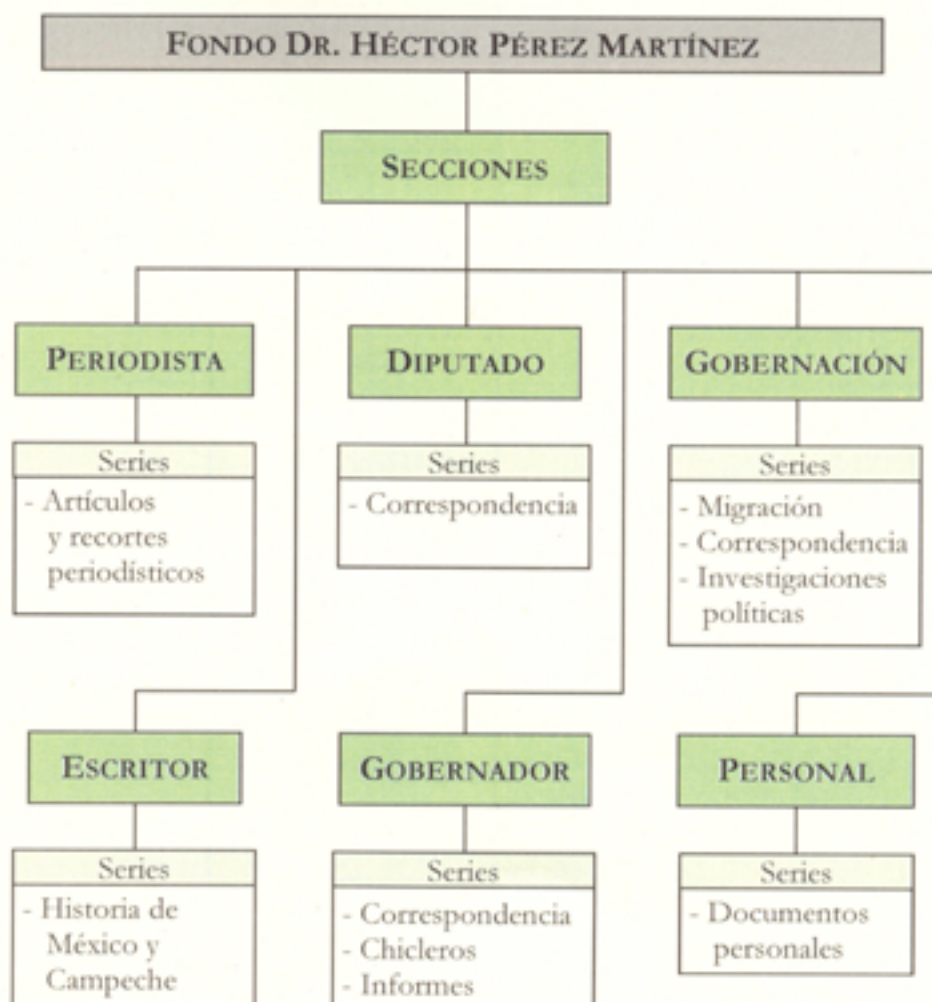 FONDO DR. HÉCTOR PÉREZ MARTÍNEZ
SECCIONES
PERIODISTA
Series
- Artículos
y recortes
periodísticos
DIPUTADO
Series
- Correspondencia
GOBERNACIÓN
Series
- Migración
- Correspondencia
- Investigaciones
políticas
ESCRITOR
Series
- Historia de
México y
Campeche
GOBERNADOR
Series
- Correspondencia
- Chicleros
- Informes
PERSONAL
Series
- Documentos
personales